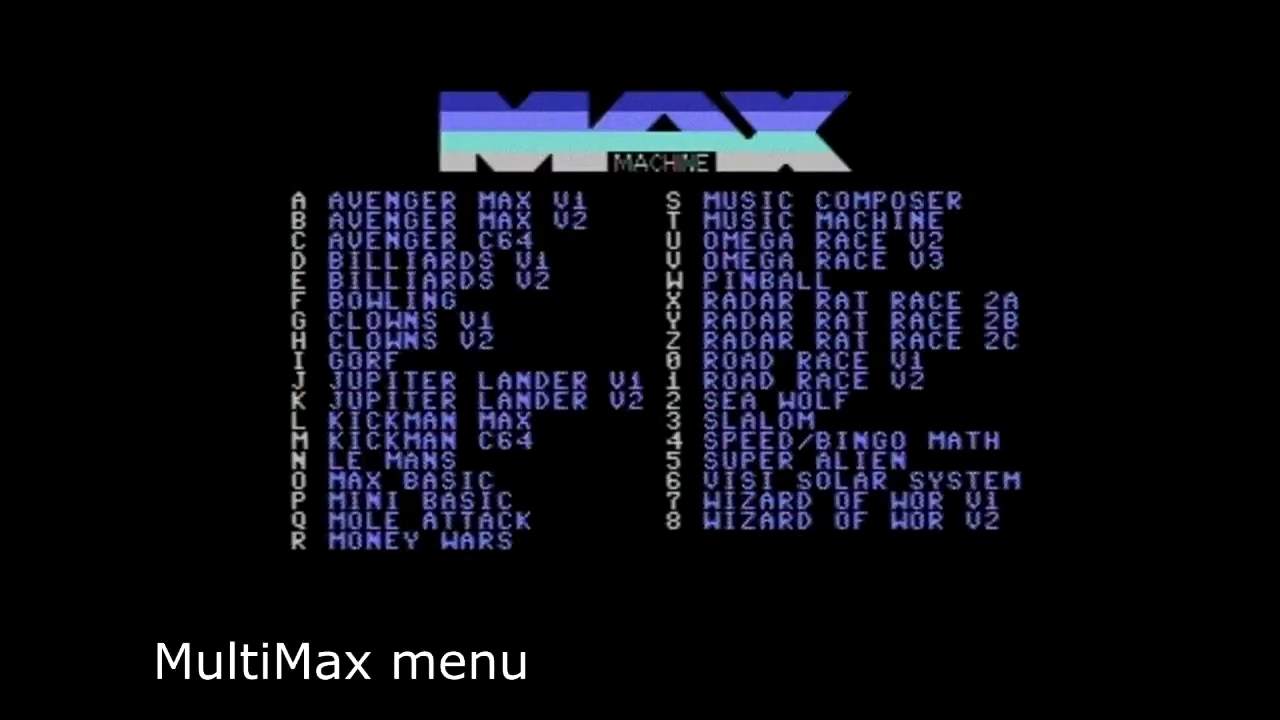 MAX
MACHINE
A AVENGER MAX V1
B AVENGER MAX V2
C AVENGER C64
D BILLIARDS V1
E BILLIARDS V2
F BOWLING
G CLOWNS V1
H CLOWNS V2
I GORF
J JUPITER LANDER V1
K JUPITER LANDER V2
L KICKMAN MAX
M KICKMAN C64
N LE MANS
O MAX BASIC
P MINI BASIC
Q MOLE ATTACK
R MONEY WARS
S MUSIC COMPOSER
T MUSIC MACHINE
U OMEGA RACE V2
V OMEGA RACE V3
W PINBALL
X RADAR RAT RACE 2A
Y RADAR RAT RACE 2B
Z RADAR RAT RACE 2C
0 ROAD RACE V1
1 ROAD RACE V2
2 SEA WOLF
3 SLALOM
4 SPEED/BINGO MATH
5 SUPER ALIEN
6 VISI SOLAR SYSTEM
7 WIZARD OF WOR V1
8 WIZARD OF WOR V2
MultiMax menu